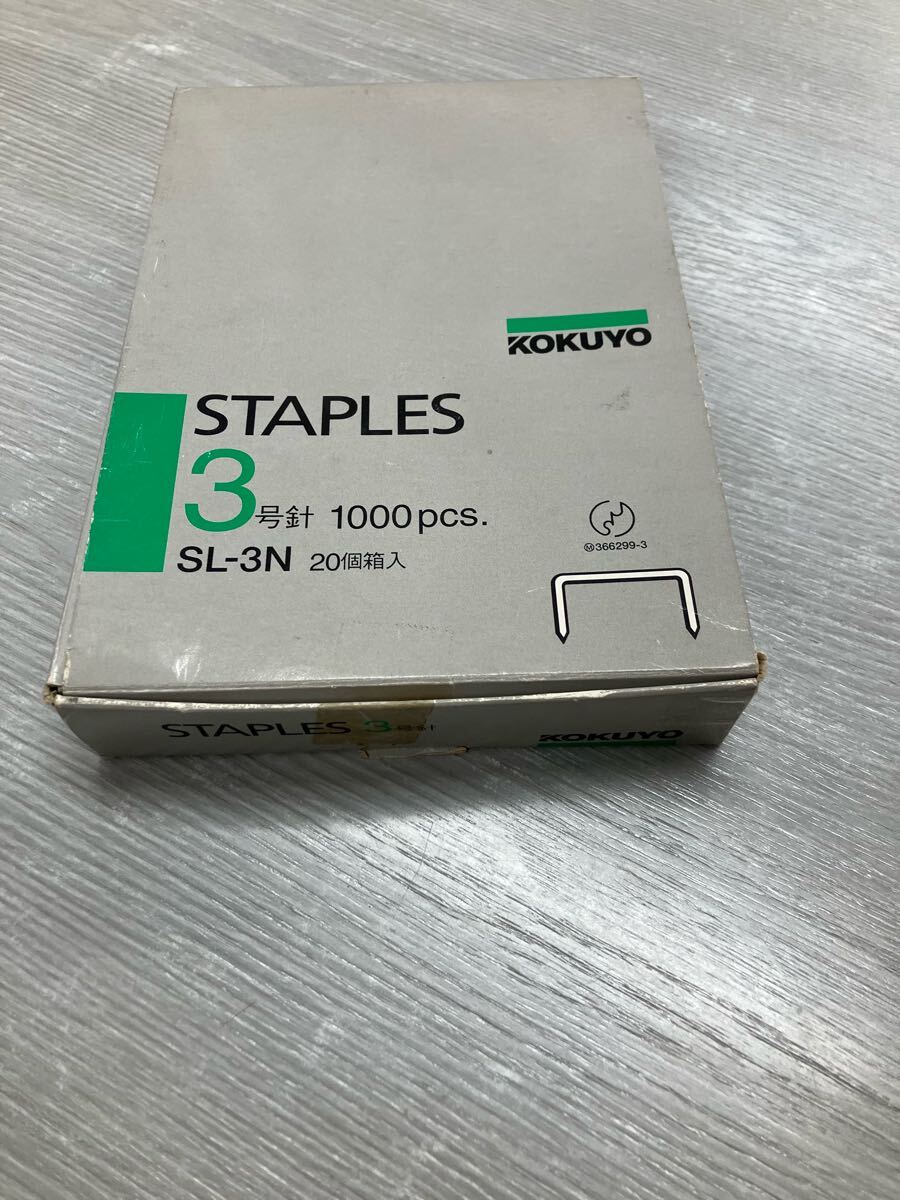 KOKUYO
STAPLES
3号針 1000pcs.
SL-3N 20個箱入
Ⓜ366299-3
STAPLES 3号針
KOKUYO